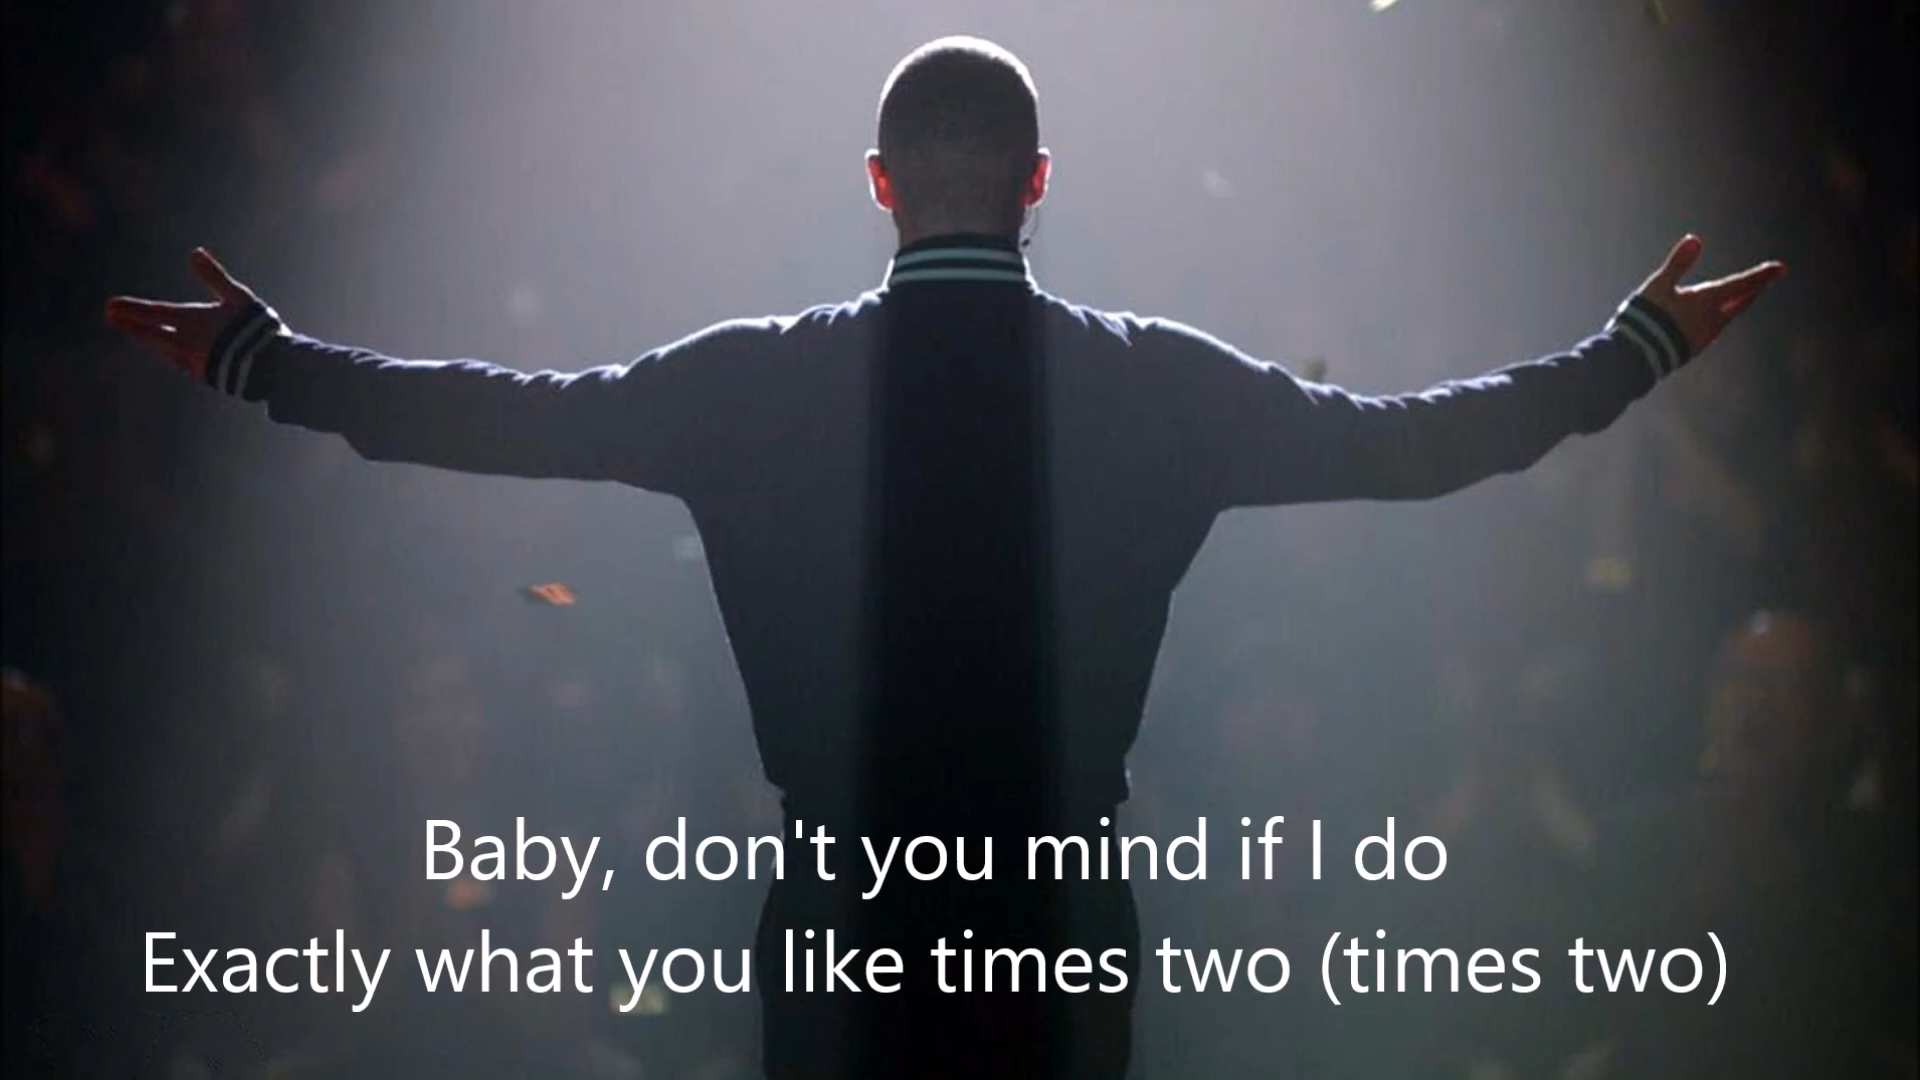 Baby, don't you mind if I do
Exactly what you like times two (times two)